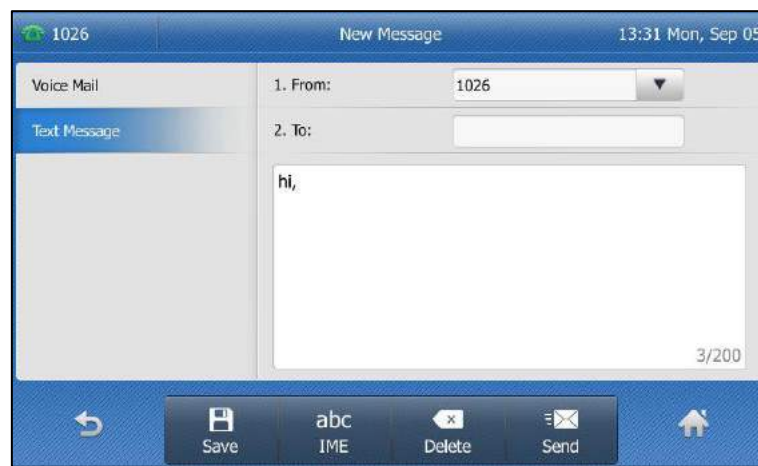 1026 New Message 13:31 Mon, Sep 05
Voice Mail 1. From: 1026
Text Message 2. To:
hi,
3/200
abc
Save IME Delete Send